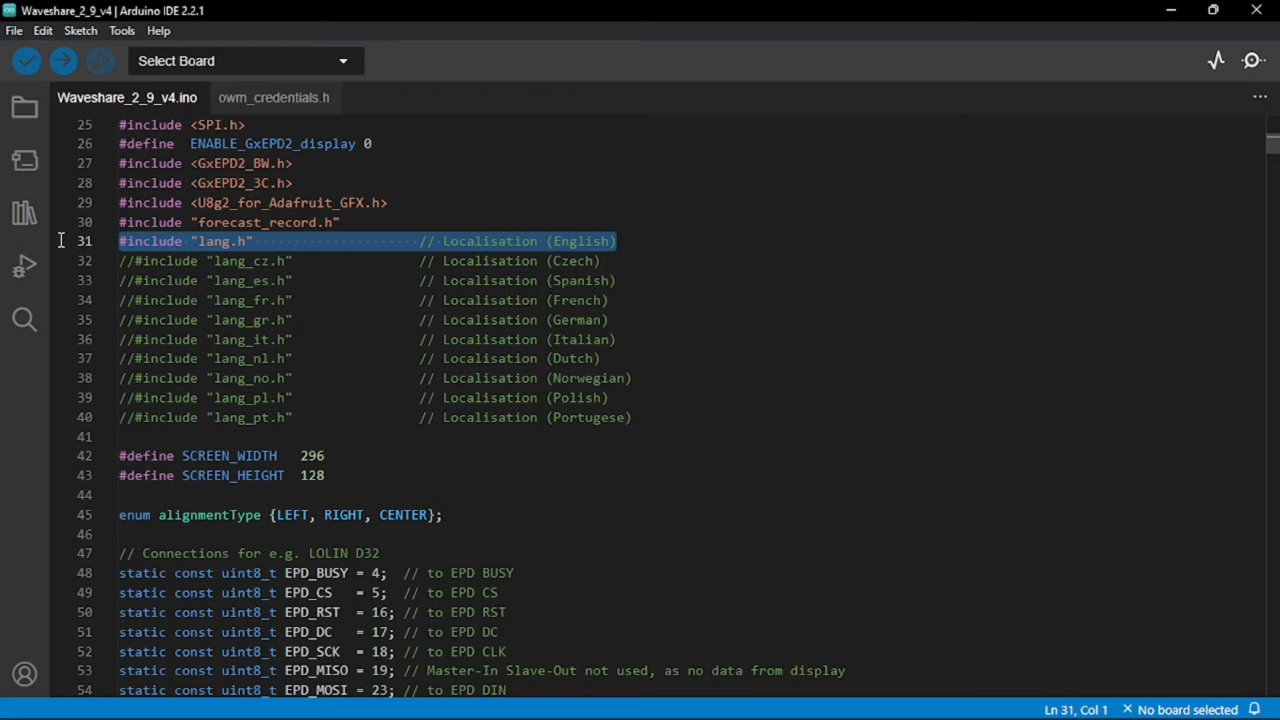 Waveshare_2_9_v4 | Arduino IDE 2.2.1
File Edit Sketch Tools Help
Select Board
Waveshare_2_9_v4.ino owm_credentials.h
25 #include <SPI.h>
26 #define ENABLE_GxEPD2_display 0
27 #include <GxEPD2_BW.h>
28 #include <GxEPD2_3C.h>
29 #include <U8g2_for_Adafruit_GFX.h>
30 #include "forecast_record.h"
31 #include "lang.h" // Localisation (English)
32 //#include "lang_cz.h" // Localisation (Czech)
33 //#include "lang_es.h" // Localisation (Spanish)
34 //#include "lang_fr.h" // Localisation (French)
35 //#include "lang_gr.h" // Localisation (German)
36 //#include "lang_it.h" // Localisation (Italian)
37 //#include "lang_nl.h" // Localisation (Dutch)
38 //#include "lang_no.h" // Localisation (Norwegian)
39 //#include "lang_pl.h" // Localisation (Polish)
40 //#include "lang_pt.h" // Localisation (Portugese)
41
42 #define SCREEN_WIDTH 296
43 #define SCREEN_HEIGHT 128
44
45 enum alignmentType {LEFT, RIGHT, CENTER};
46
47 // Connections for e.g. LOLIN D32
48 static const uint8_t EPD_BUSY = 4; // to EPD BUSY
49 static const uint8_t EPD_CS = 5; // to EPD CS
50 static const uint8_t EPD_RST = 16; // to EPD RST
51 static const uint8_t EPD_DC = 17; // to EPD DC
52 static const uint8_t EPD_SCK = 18; // to EPD CLK
53 static const uint8_t EPD_MISO = 19; // Master-In Slave-Out not used, as no data from display
54 static const uint8_t EPD_MOSI = 23; // to EPD DIN
Ln 31, Col 1 No board selected